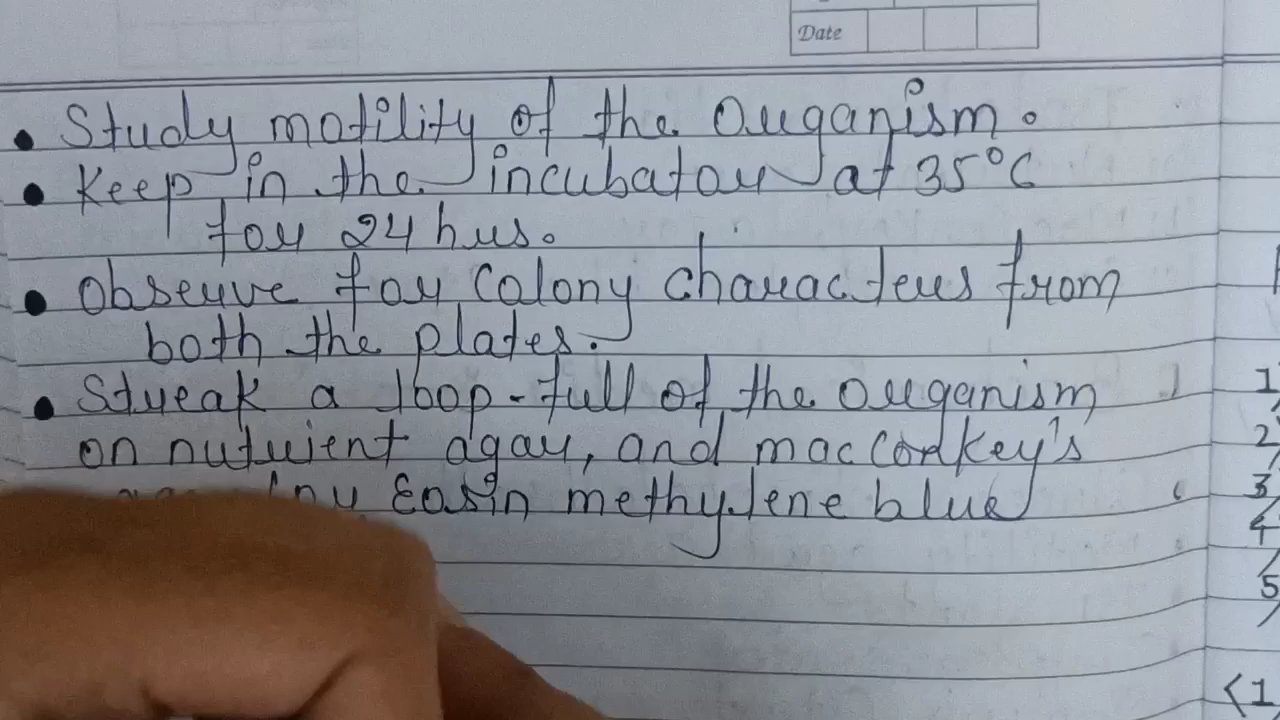 Date
• Study motility of the Organism.
• Keep in the incubator at 35°C
for 24 hrs.
• Observe for Colony characters from
both the plates.
• Streak a loop-full of the Organism
on nutrient agar, and macConkey's
Eosin methylene blue
1
2
3
4
5
<1